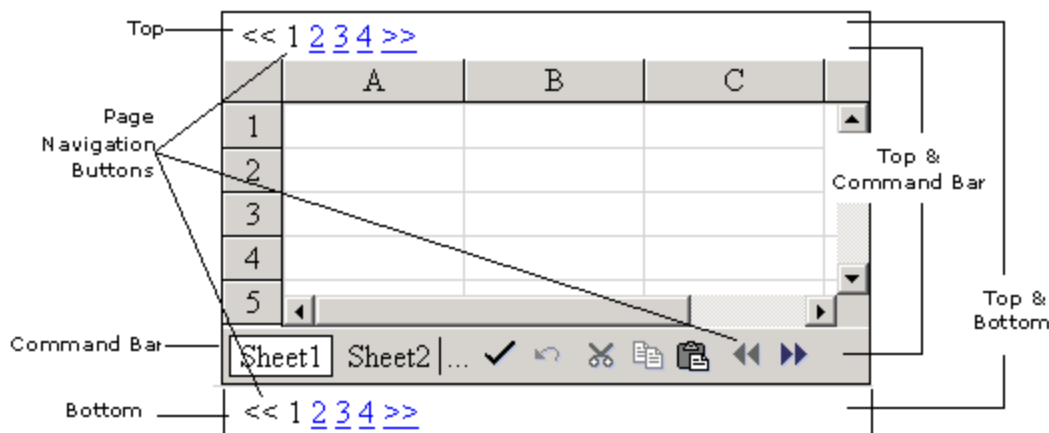 Top
<< 1 2 3 4 >>
A B C
Page
Navigation
Buttons
1
2
3
4
5
Top &
Command Bar
Top &
Bottom
Command Bar
Sheet1 Sheet2 ...
Bottom
<< 1 2 3 4 >>